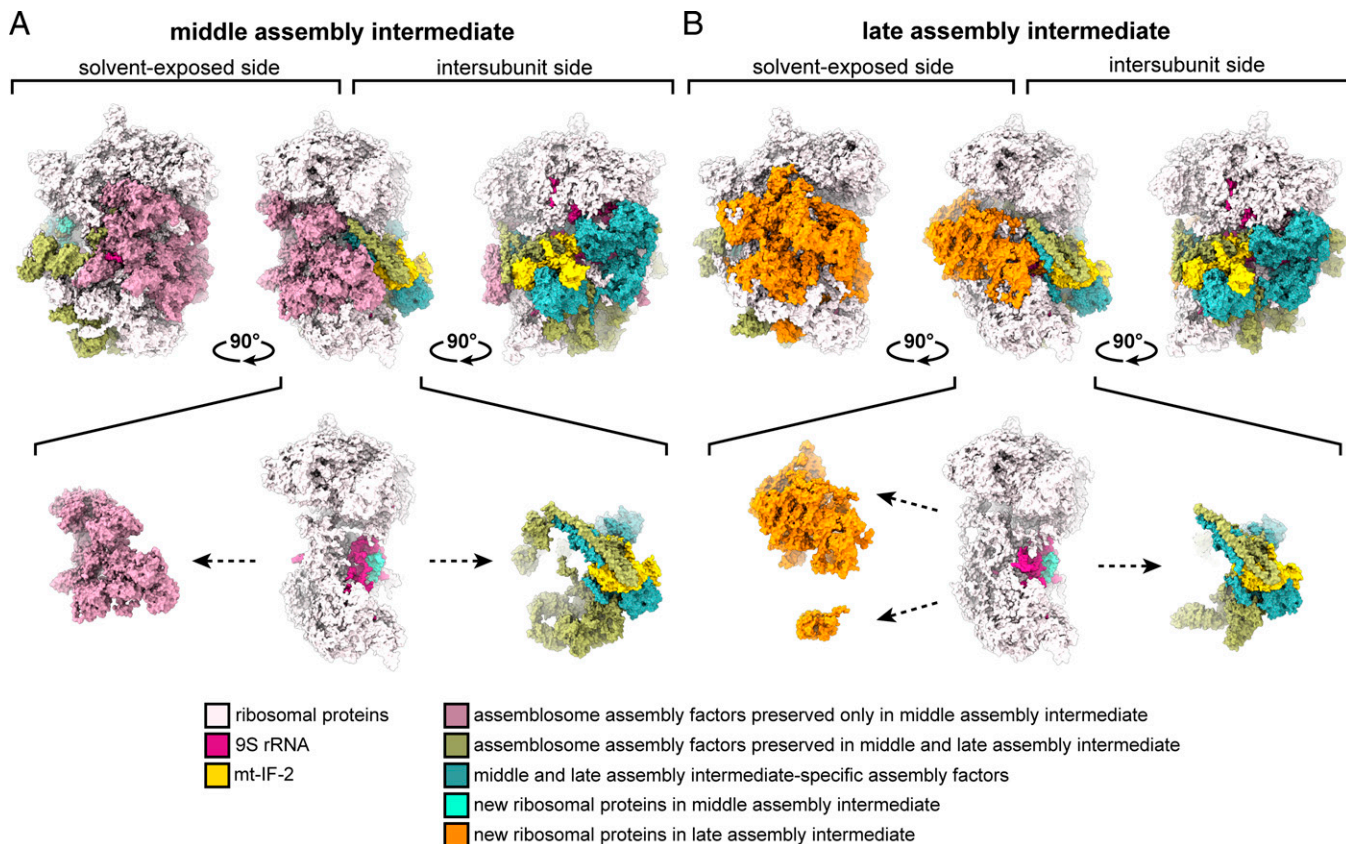 A
middle assembly intermediate
solvent-exposed side
intersubunit side
90°
90°
B
late assembly intermediate
solvent-exposed side
intersubunit side
90°
90°
ribosomal proteins
9S rRNA
mt-IF-2
assemblosome assembly factors preserved only in middle assembly intermediate
assemblosome assembly factors preserved in middle and late assembly intermediate
middle and late assembly intermediate-specific assembly factors
new ribosomal proteins in middle assembly intermediate
new ribosomal proteins in late assembly intermediate